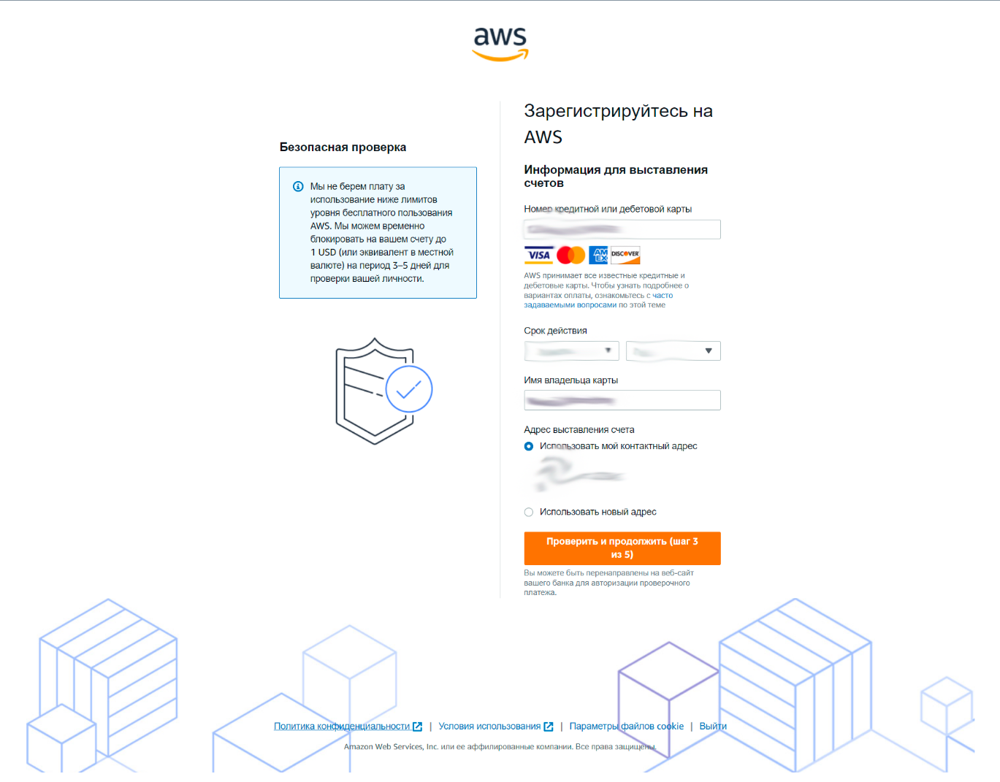 aws
Безопасная проверка
Мы не берем плату за
использование ниже лимитов
уровня бесплатного пользования
AWS. Мы можем временно
блокировать на вашем счету до
1 USD (или эквивалент в местной
валюте) на период 3–5 дней для
проверки вашей личности.
Зарегистрируйтесь на
AWS
Информация для выставления
счетов
Номер кредитной или дебетовой карты
VISA AM EX DISCOVER
AWS принимает все известные кредитные и
дебетовые карты. Чтобы узнать подробнее о
вариантах оплаты, ознакомьтесь с часто
задаваемыми вопросами по этой теме
Срок действия
Имя владельца карты
Адрес выставления счета
Использовать мой контактный адрес
Использовать новый адрес
Проверить и продолжить (шаг 3
из 5)
Вы можете быть перенаправлены на веб-сайт
вашего банка для авторизации проверочного
платежа.
Политика конфиденциальности | Условия использования | Параметры файлов cookie | Выйти
Amazon Web Services, Inc. или ее аффилированные компании. Все права защищены.